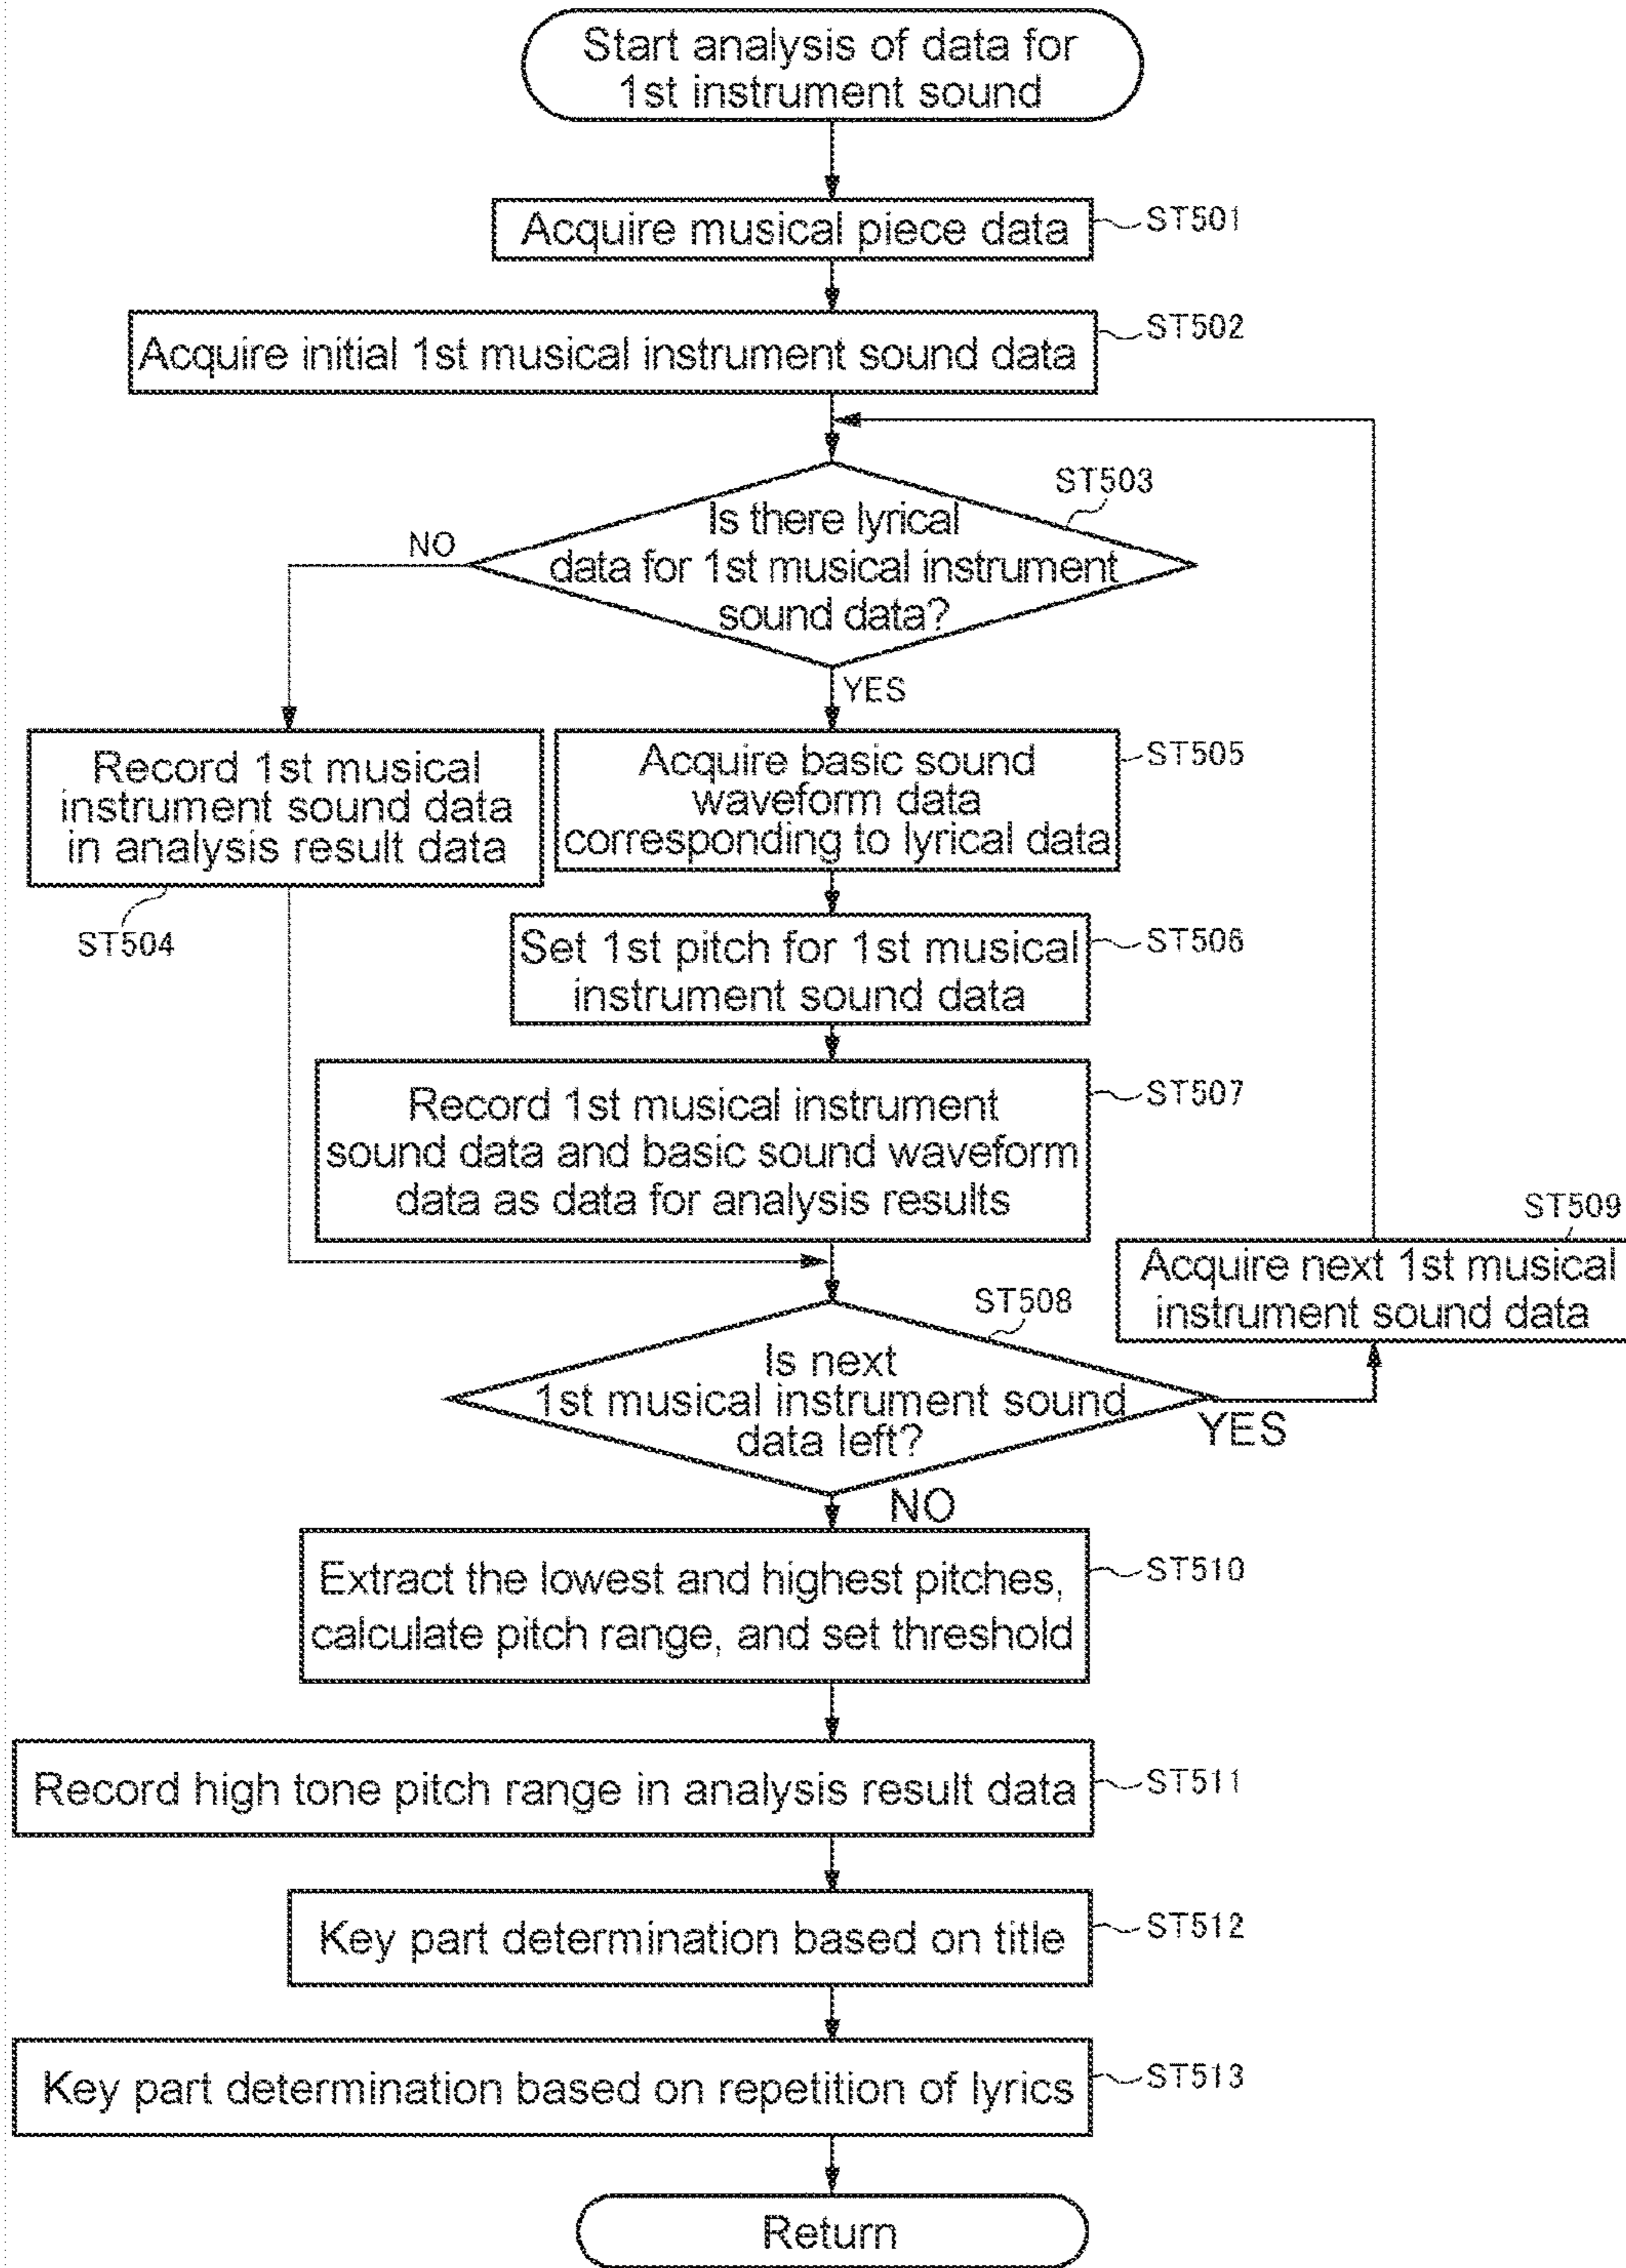 Start analysis of data for
1st instrument sound
Acquire musical piece data
ST501
Acquire initial 1st musical instrument sound data
ST502
ST503
Is there lyrical
data for 1st musical instrument
sound data?
NO
YES
Record 1st musical
instrument sound data
in analysis result data
ST504
Acquire basic sound
waveform data
corresponding to lyrical data
ST505
Set 1st pitch for 1st musical
instrument sound data
ST506
Record 1st musical instrument
sound data and basic sound waveform
data as data for analysis results
ST507
ST509
Acquire next 1st musical
instrument sound data
ST508
Is next
1st musical instrument sound
data left?
YES
NO
Extract the lowest and highest pitches,
calculate pitch range, and set threshold
ST510
Record high tone pitch range in analysis result data
ST511
Key part determination based on title
ST512
Key part determination based on repetition of lyrics
ST513
Return